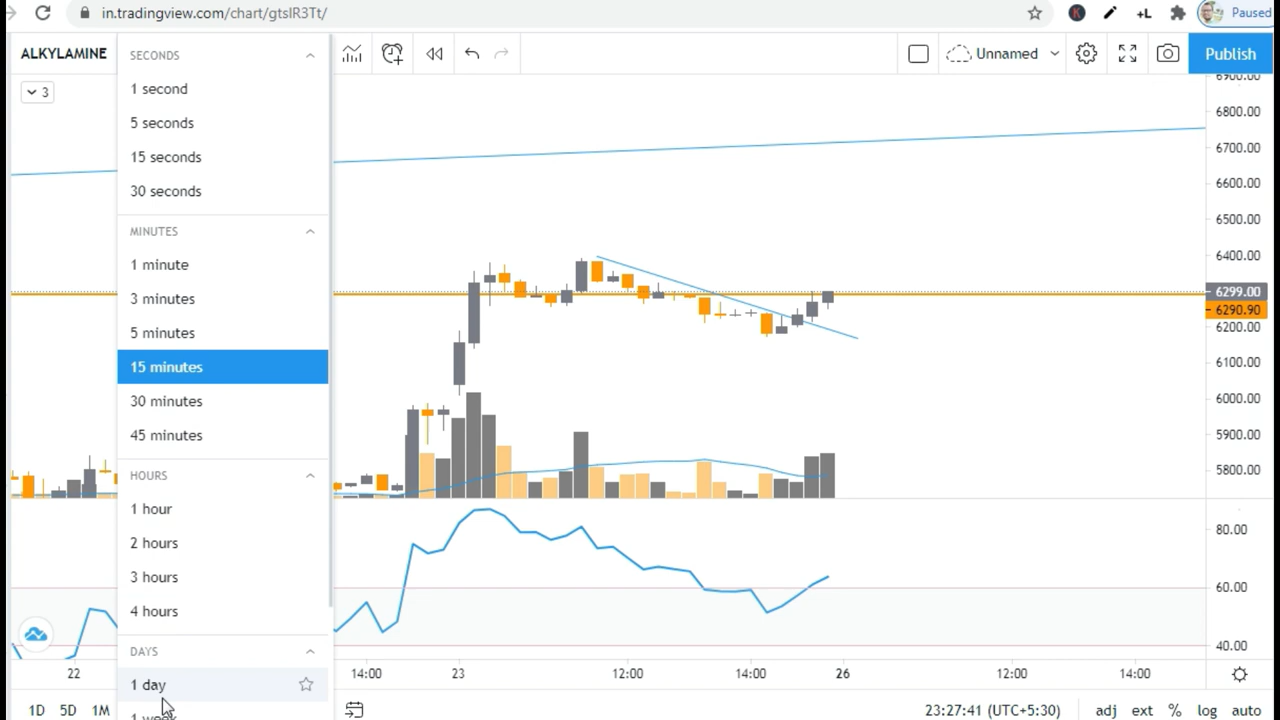 in.tradingview.com/chart/gtsIR3Tt/
Paused
ALKYLAMINE
Unnamed
Publish
3
SECONDS
1 second
5 seconds
15 seconds
30 seconds
MINUTES
1 minute
3 minutes
5 minutes
15 minutes
30 minutes
45 minutes
HOURS
1 hour
2 hours
3 hours
4 hours
DAYS
1 day
1 week
6900.00
6800.00
6700.00
6600.00
6500.00
6400.00
6299.00
6290.90
6200.00
6100.00
6000.00
5900.00
5800.00
80.00
60.00
40.00
22
14:00
23
12:00
14:00
26
12:00
14:00
1D 5D 1M
23:27:41 (UTC+5:30)
adj ext % log auto
K
+L